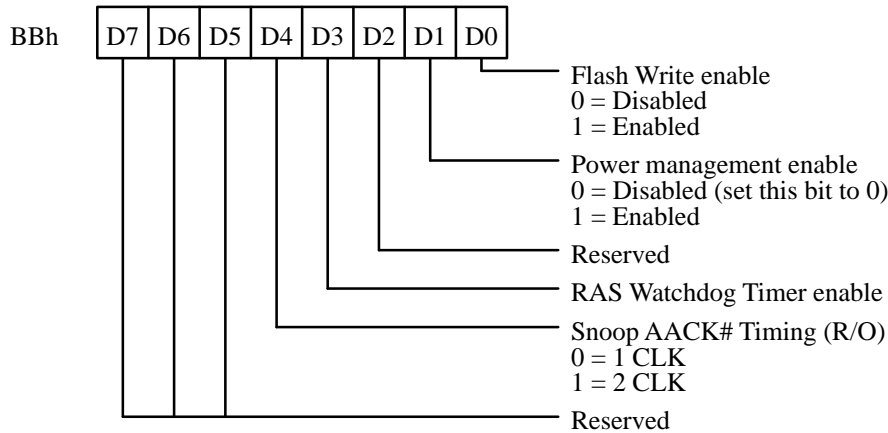 BBh D7 D6 D5 D4 D3 D2 D1 D0
Flash Write enable
0 = Disabled
1 = Enabled
Power management enable
0 = Disabled (set this bit to 0)
1 = Enabled
Reserved
RAS Watchdog Timer enable
Snoop AACK# Timing (R/O)
0 = 1 CLK
1 = 2 CLK
Reserved